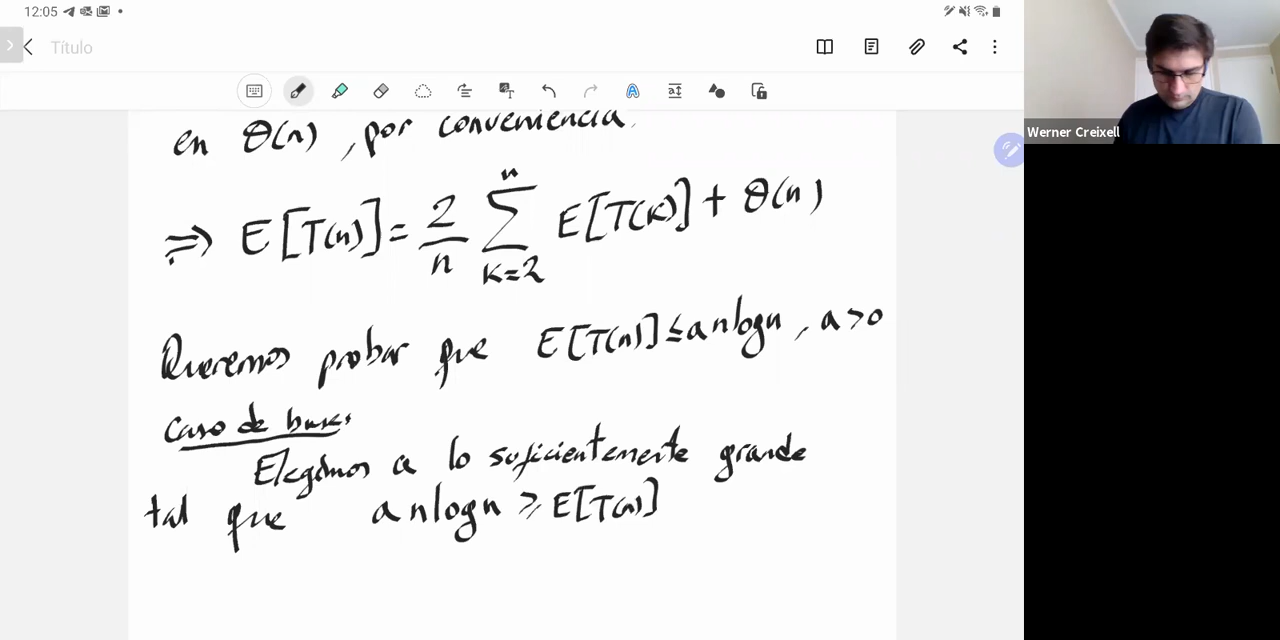 12:05
Título
Werner Creixell
en Θ(n), por conveniencia.
⇒ E[T(n)] = 2/n ∑_{k=2}^{n} E[T(k)] + Θ(n)
Queremos probar que E[T(n)] ≤ a n log n, a > 0
Caso de base:
Elegimos a lo suficientemente grande
tal que a n log n ≥ E[T(n)]